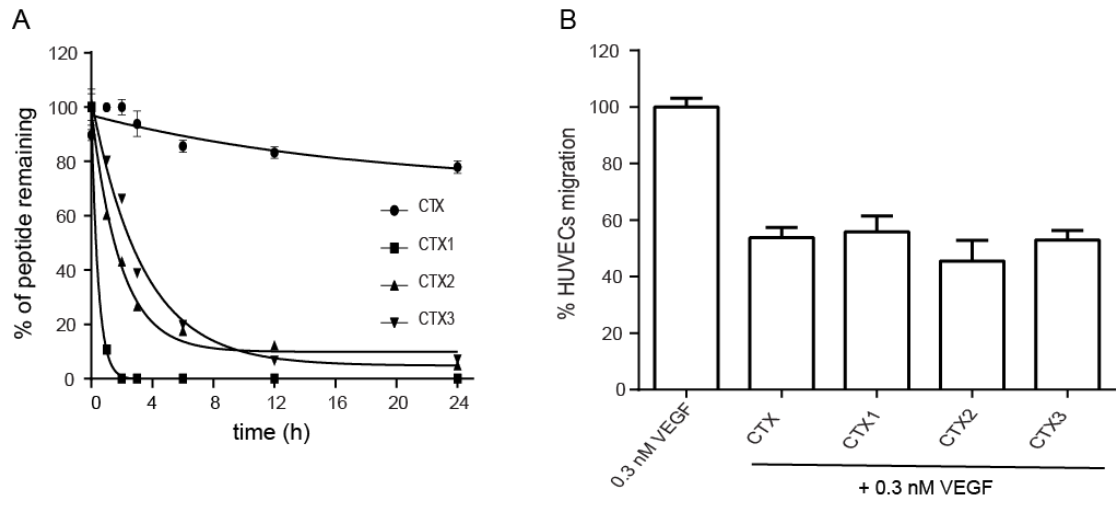 A
% of peptide remaining
120
100
80
60
40
20
0
0 4 8 12 16 20 24
time (h)
CTX
CTX1
CTX2
CTX3
B
% HUVECs migration
120
100
80
60
40
20
0
0.3 nM VEGF
CTX
CTX1
CTX2
CTX3
+ 0.3 nM VEGF